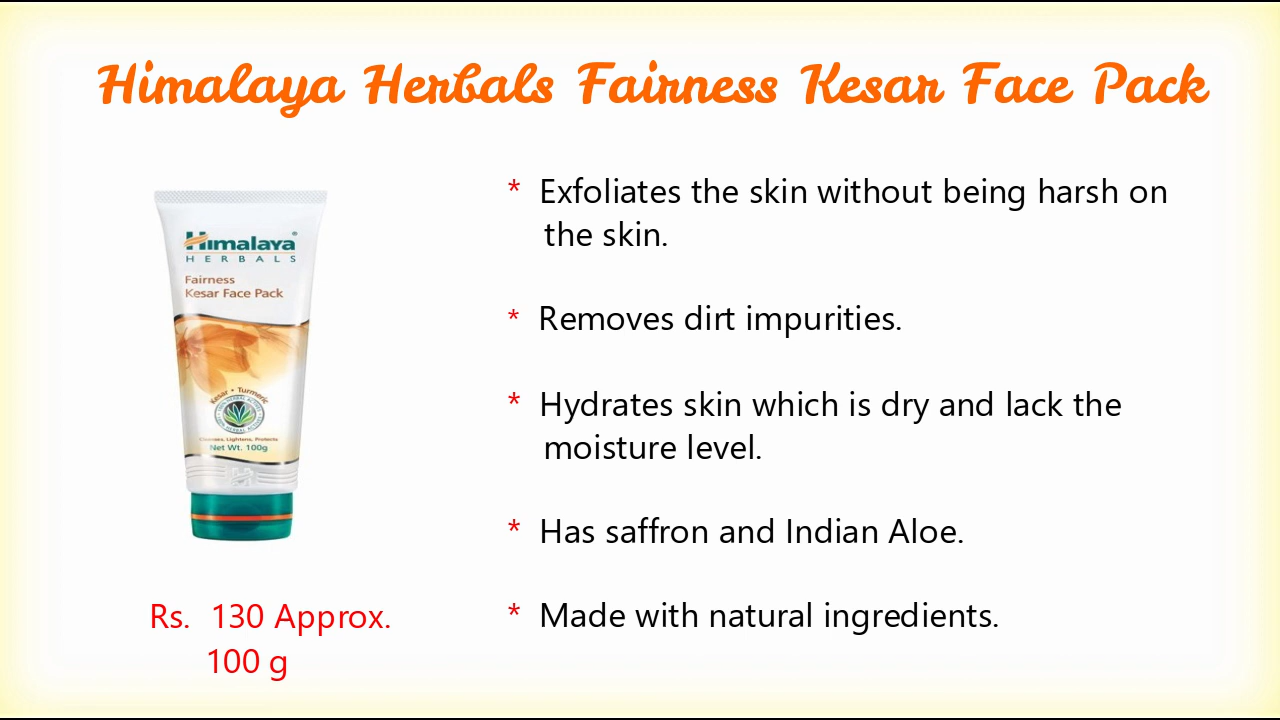 Himalaya Herbals Fairness Kesar Face Pack
Himalaya
HERBALS
Fairness
Kesar Face Pack
Kesar • Turmeric
Cleanses, Lightens, Protects
Net Wt. 100g
Rs. 130 Approx.
100 g
* Exfoliates the skin without being harsh on
the skin.
* Removes dirt impurities.
* Hydrates skin which is dry and lack the
moisture level.
* Has saffron and Indian Aloe.
* Made with natural ingredients.